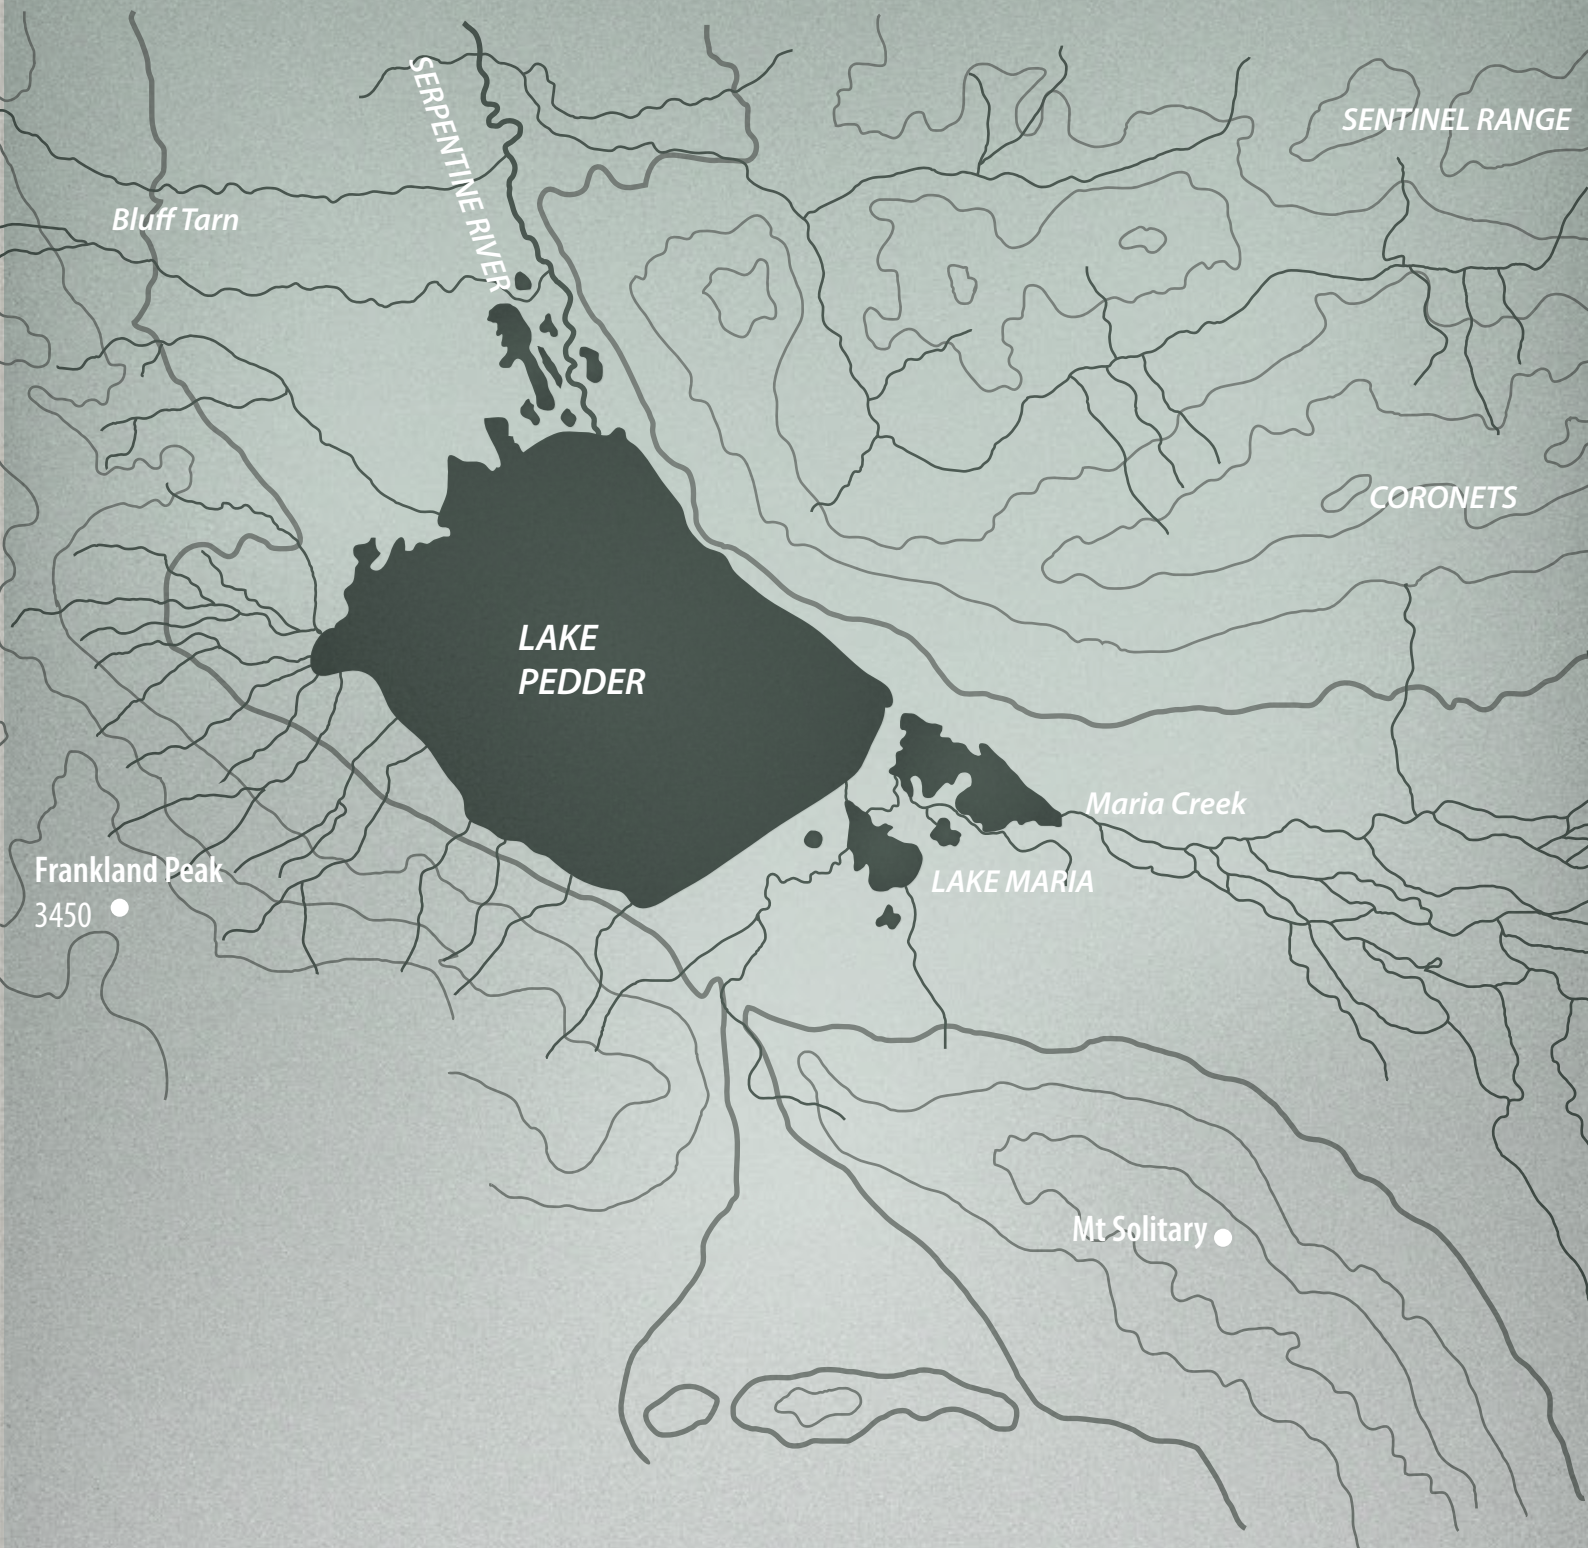 SERPENTINE RIVER
SENTINEL RANGE
Bluff Tarn
CORONETS
LAKE
PEDDER
Maria Creek
Frankland Peak
3450
LAKE MARIA
Mt Solitary